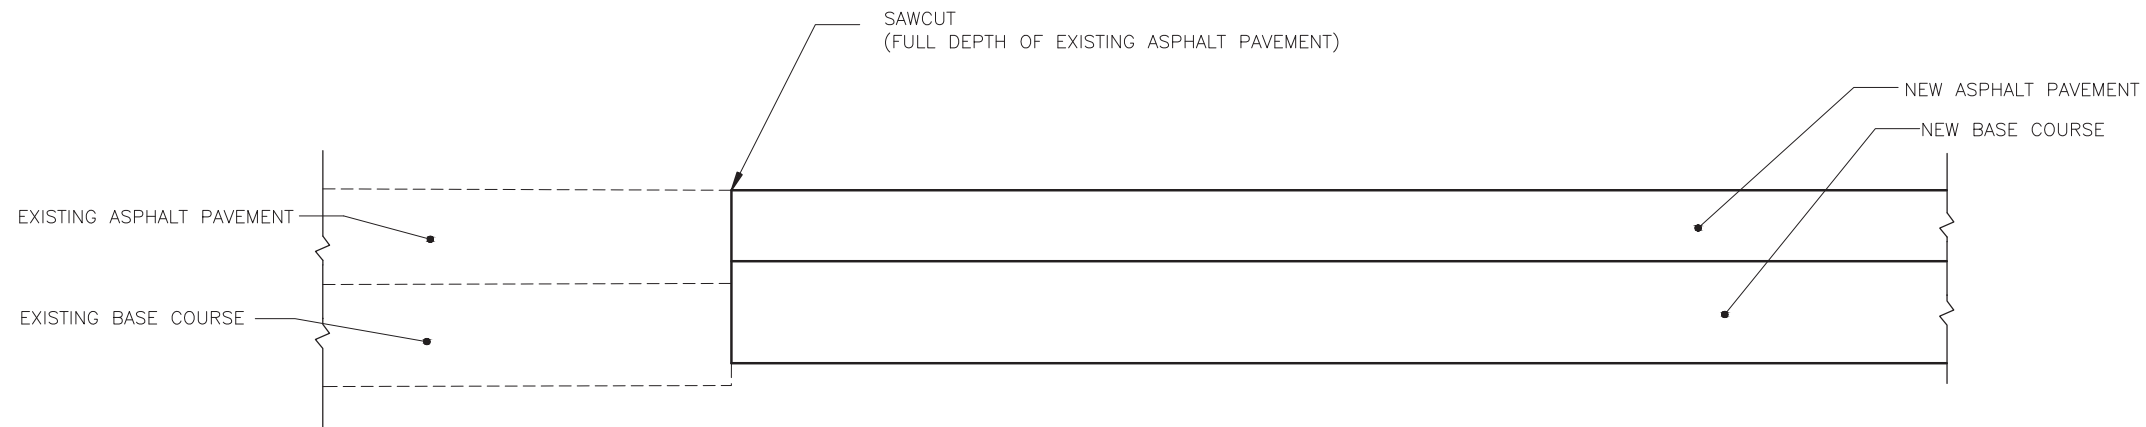 SAWCUT
(FULL DEPTH OF EXISTING ASPHALT PAVEMENT)
NEW ASPHALT PAVEMENT
NEW BASE COURSE
EXISTING ASPHALT PAVEMENT
EXISTING BASE COURSE